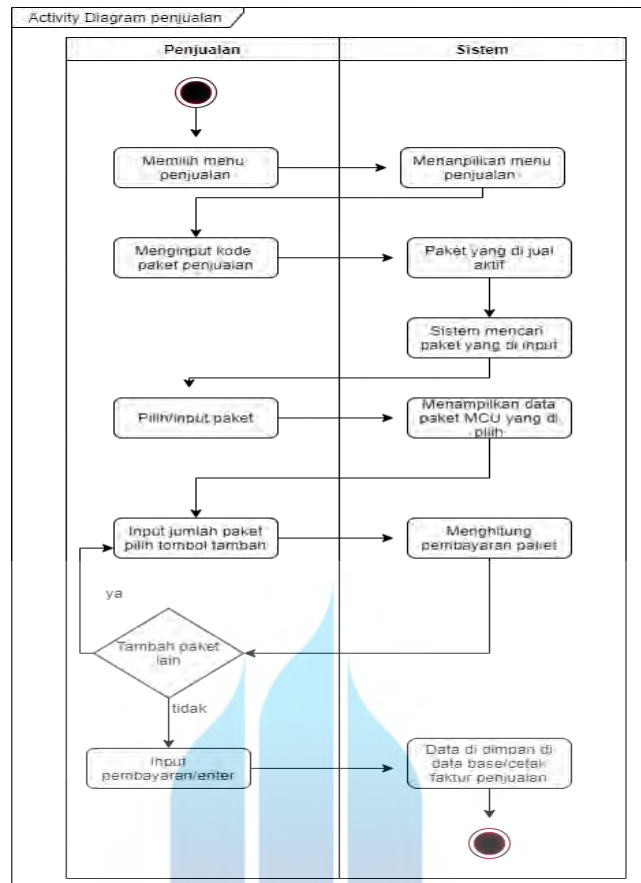 Activity Diagram penjualan
Penjualan
Sistem
Memilih menu
penjualan
Menanpilkan menu
penjualan
Menginput kode
paket penjualan
Paket yang di jual
aktif
Sistem mencari
paket yang di input
Pilih/input paket
Menampilkan data
paket MCU yang di
pilih
Input jumlah paket
pilih tombol tambah
Menghitung
pembayaran paket
ya
Tambah paket
lain
tidak
Input
pembayaran/enter
Data di dimpan di
data base/cetak
faktur penjualan